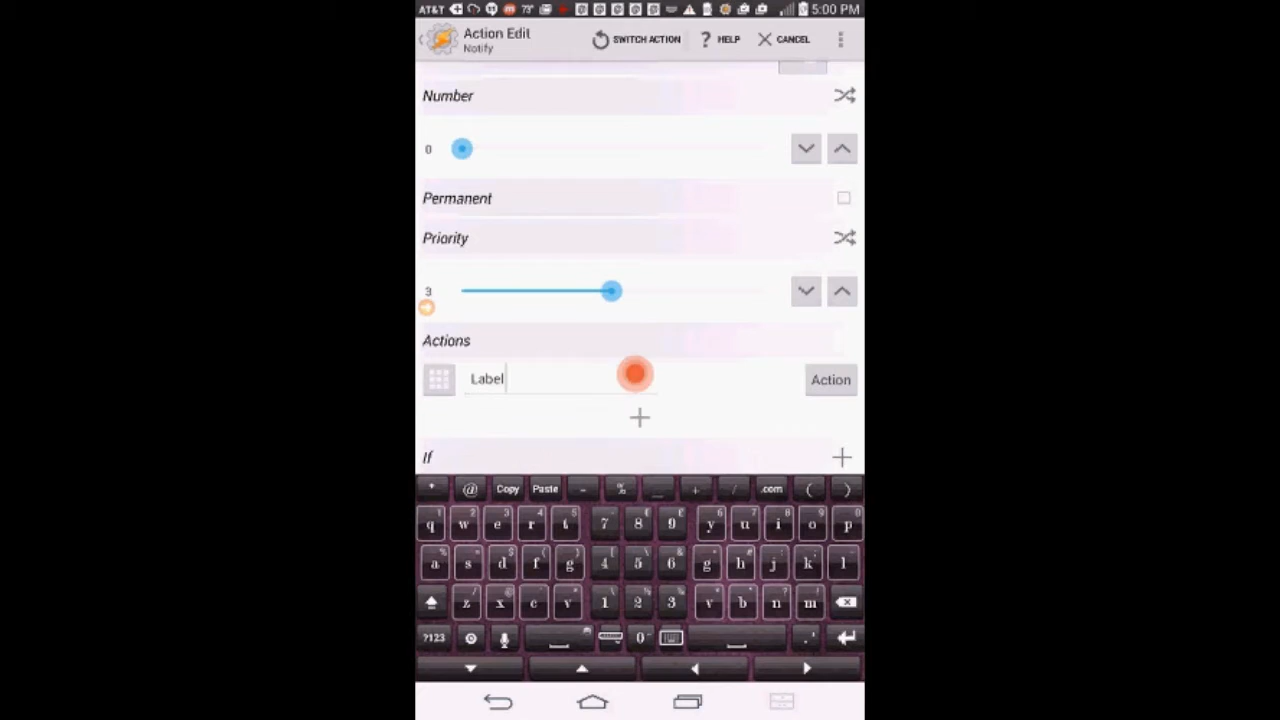 AT&T 73° 5:00 PM
Action Edit
Notify
SWITCH ACTION ? HELP CANCEL
Number
0
Permanent
Priority
3
Actions
Label
Action
If
* @ Copy Paste - _ + / .com ( )
q w e r t 7 8 9 y u i o p
a s d f g 4 5 6 g h j k l
z x c v 1 2 3 v b n m
?123 0